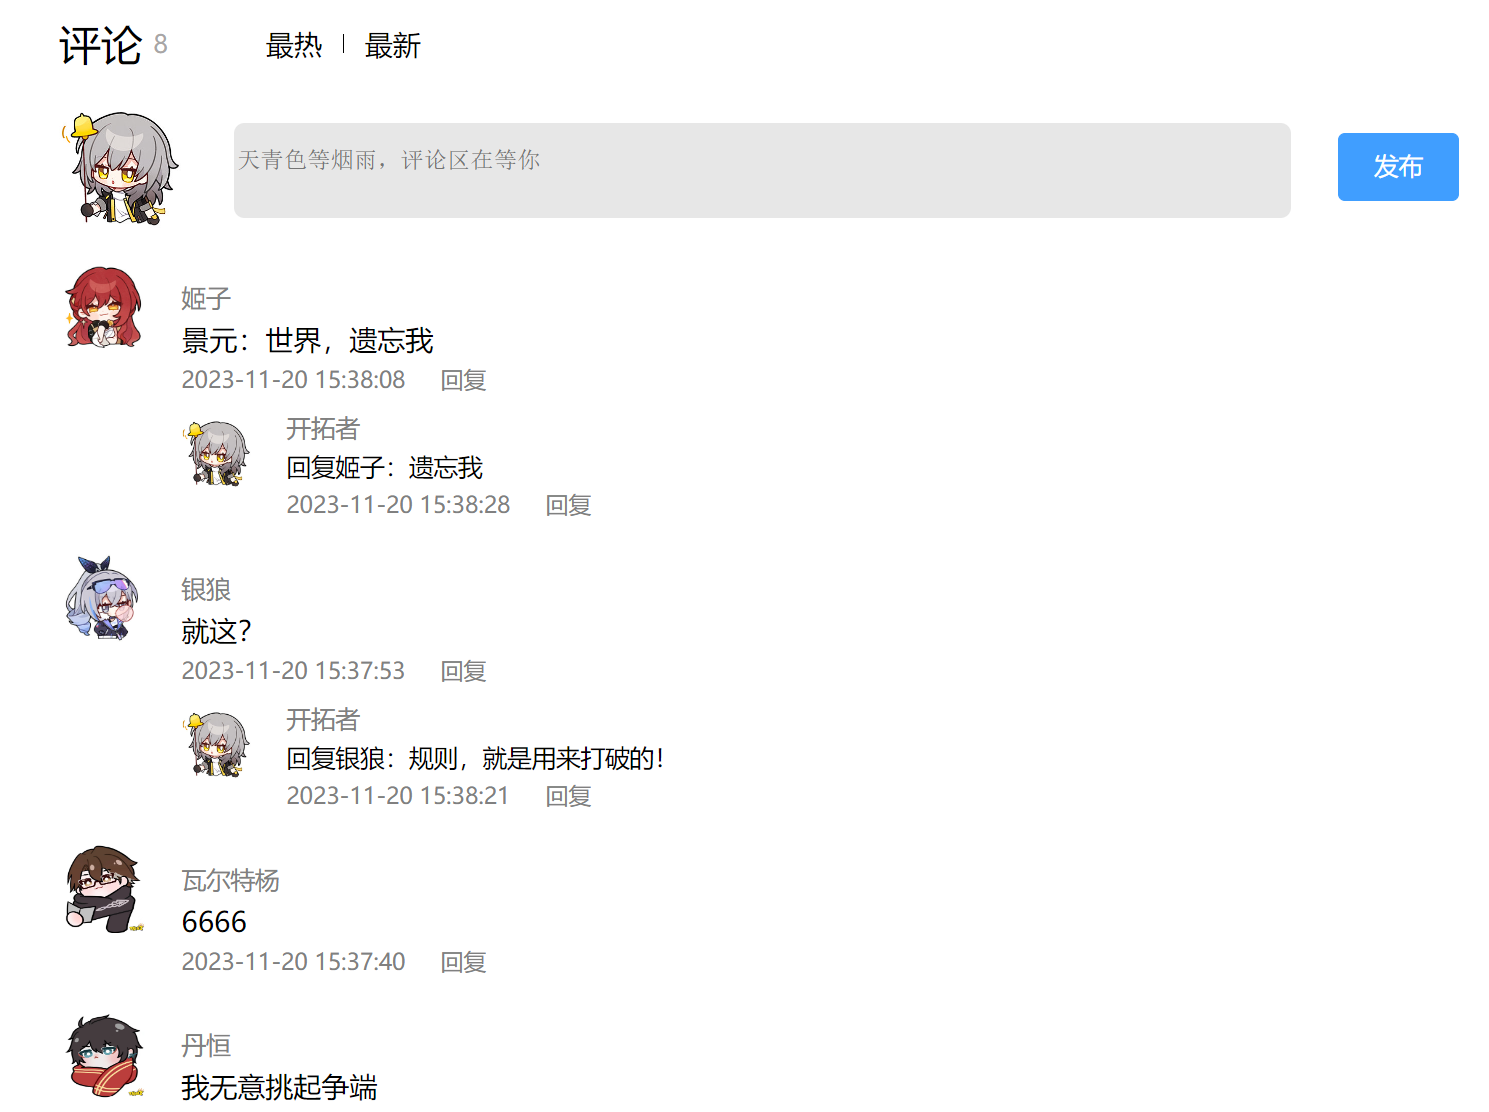 评论 8 最热 | 最新
天青色等烟雨，评论区在等你
发布
姬子
景元：世界，遗忘我
2023-11-20 15:38:08 回复
开拓者
回复姬子：遗忘我
2023-11-20 15:38:28 回复
银狼
就这？
2023-11-20 15:37:53 回复
开拓者
回复银狼：规则，就是用来打破的！
2023-11-20 15:38:21 回复
瓦尔特杨
6666
2023-11-20 15:37:40 回复
丹恒
我无意挑起争端